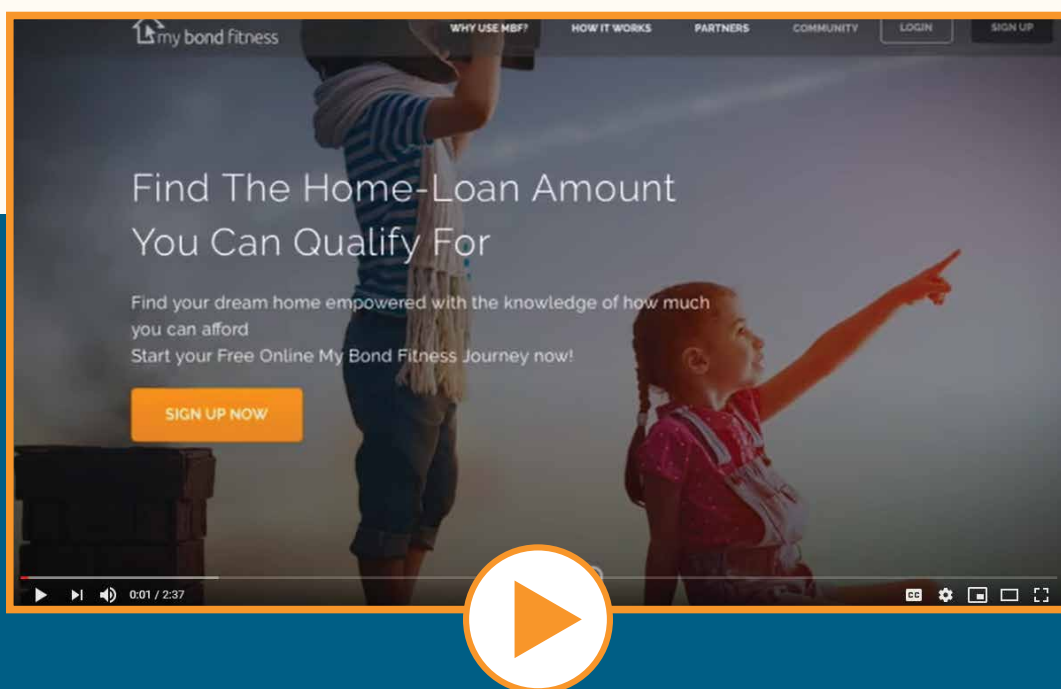 my bond fitness
WHY USE MBF? HOW IT WORKS PARTNERS COMMUNITY LOGIN SIGN UP
Find The Home-Loan Amount
You Can Qualify For
Find your dream home empowered with the knowledge of how much
you can afford
Start your Free Online My Bond Fitness Journey now!
SIGN UP NOW
0:01 / 2:37
CC